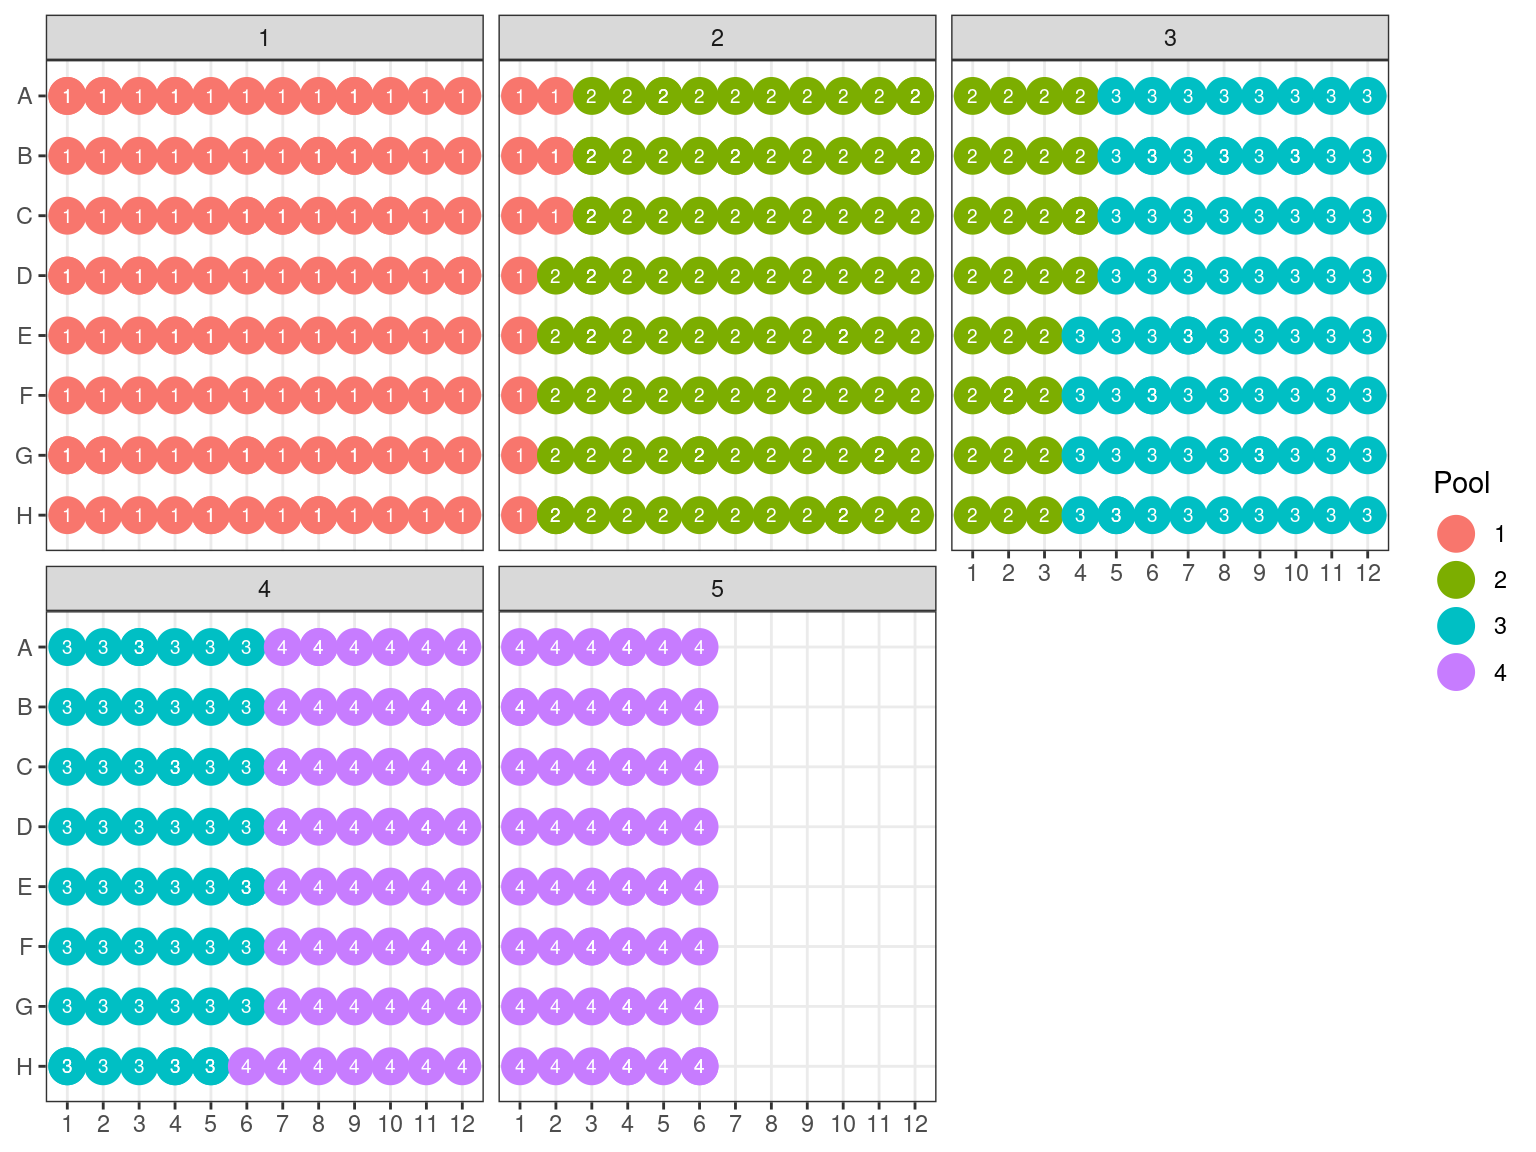 1 2 3
A 1 1 1 1 1 1 1 1 1 1 1 1 1 1 2 2 2 2 2 2 2 2 2 2 2 2 2 2 3 3 3 3 3 3 3 3
B 1 1 1 1 1 1 1 1 1 1 1 1 1 1 2 2 2 2 2 2 2 2 2 2 2 2 2 2 3 3 3 3 3 3 3 3
C 1 1 1 1 1 1 1 1 1 1 1 1 1 1 2 2 2 2 2 2 2 2 2 2 2 2 2 2 3 3 3 3 3 3 3 3
D 1 1 1 1 1 1 1 1 1 1 1 1 1 2 2 2 2 2 2 2 2 2 2 2 2 2 2 2 3 3 3 3 3 3 3 3
E 1 1 1 1 1 1 1 1 1 1 1 1 1 2 2 2 2 2 2 2 2 2 2 2 2 2 2 3 3 3 3 3 3 3 3 3
F 1 1 1 1 1 1 1 1 1 1 1 1 1 2 2 2 2 2 2 2 2 2 2 2 2 2 2 3 3 3 3 3 3 3 3 3
G 1 1 1 1 1 1 1 1 1 1 1 1 1 2 2 2 2 2 2 2 2 2 2 2 2 2 2 3 3 3 3 3 3 3 3 3
H 1 1 1 1 1 1 1 1 1 1 1 1 1 2 2 2 2 2 2 2 2 2 2 2 2 2 2 3 3 3 3 3 3 3 3 3
1 2 3 4 5 6 7 8 9 10 11 12
4 5
A 3 3 3 3 3 3 4 4 4 4 4 4 4 4 4 4 4 4
B 3 3 3 3 3 3 4 4 4 4 4 4 4 4 4 4 4 4
C 3 3 3 3 3 3 4 4 4 4 4 4 4 4 4 4 4 4
D 3 3 3 3 3 3 4 4 4 4 4 4 4 4 4 4 4 4
E 3 3 3 3 3 3 4 4 4 4 4 4 4 4 4 4 4 4
F 3 3 3 3 3 3 4 4 4 4 4 4 4 4 4 4 4 4
G 3 3 3 3 3 3 4 4 4 4 4 4 4 4 4 4 4 4
H 3 3 3 3 3 4 4 4 4 4 4 4 4 4 4 4 4 4
1 2 3 4 5 6 7 8 9 10 11 12 1 2 3 4 5 6 7 8 9 10 11 12
Pool
1
2
3
4